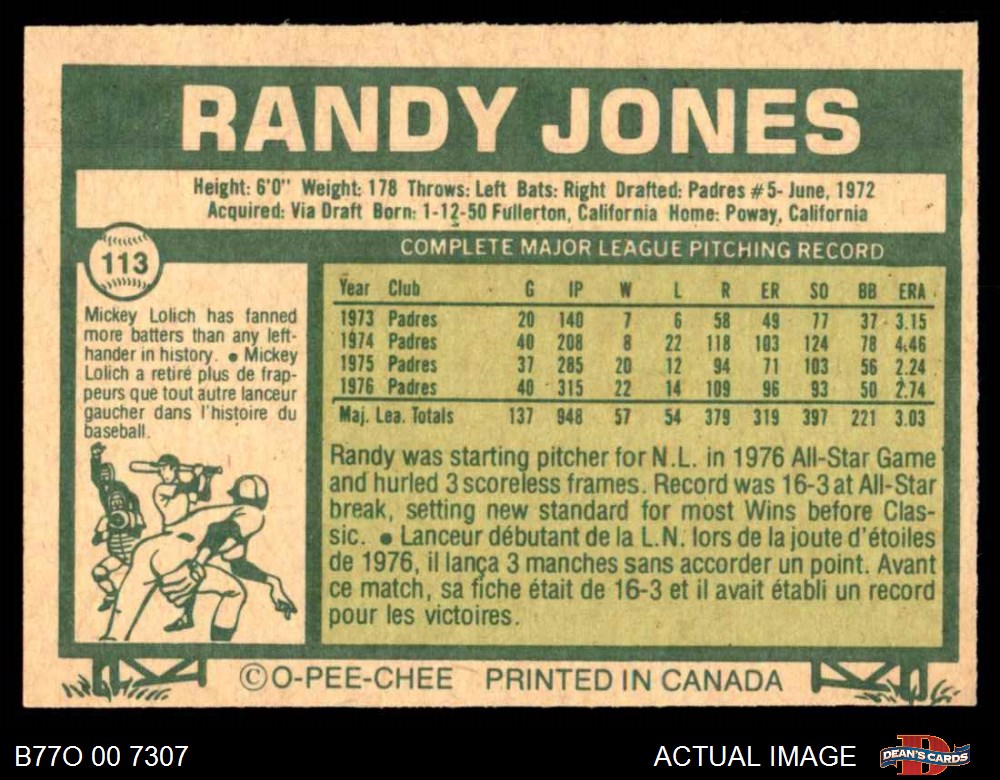 RANDY JONES
Height: 6'0" Weight: 178 Throws: Left Bats: Right Drafted: Padres #5- June, 1972
Acquired: Via Draft Born: 1-12-50 Fullerton, California Home: Poway, California
113
COMPLETE MAJOR LEAGUE PITCHING RECORD
Year Club G IP W L R ER SO BB ERA
1973 Padres 20 140 7 6 58 49 77 37 3.15
1974 Padres 40 208 8 22 118 103 124 78 4.46
1975 Padres 37 285 20 12 94 71 103 56 2.24
1976 Padres 40 315 22 14 109 96 93 50 2.74
Maj. Lea. Totals 137 948 57 54 379 319 397 221 3.03
Mickey Lolich has fanned
more batters than any left-
hander in history. ● Mickey
Lolich a retiré plus de frap-
peurs que tout autre lanceur
gaucher dans l'histoire du
baseball.
Randy was starting pitcher for N.L. in 1976 All-Star Game
and hurled 3 scoreless frames. Record was 16-3 at All-Star
break, setting new standard for most Wins before Clas-
sic. ● Lanceur débutant de la L.N. lors de la joute d'étoiles
de 1976, il lança 3 manches sans accorder un point. Avant
ce match, sa fiche était de 16-3 et il avait établi un record
pour les victoires.
©O-PEE-CHEE PRINTED IN CANADA
B77O 00 7307
ACTUAL IMAGE
DEAN'S CARDS